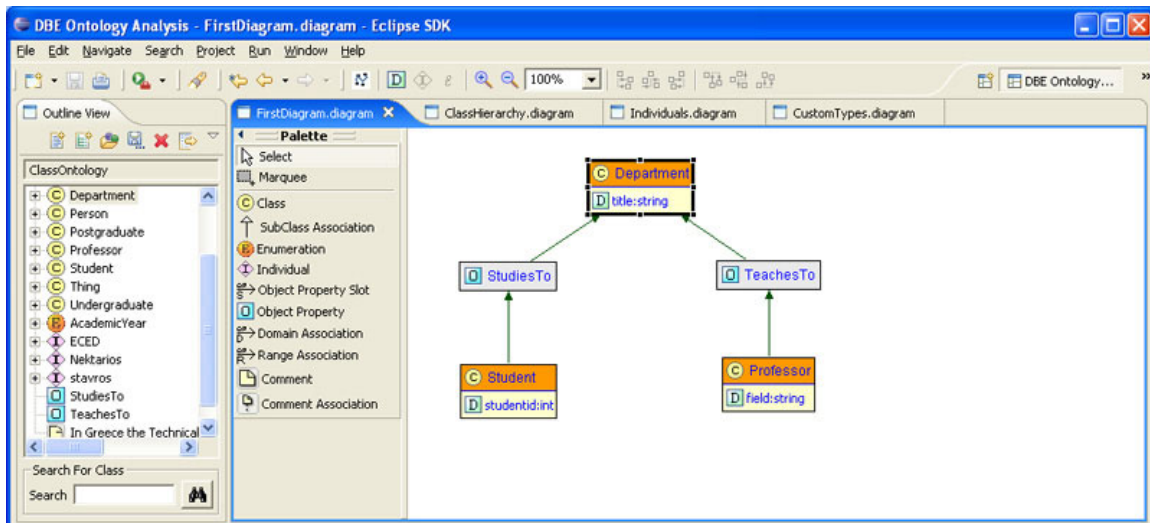 DBE Ontology Analysis - FirstDiagram.diagram - Eclipse SDK
File Edit Navigate Search Project Run Window Help
100%
DBE Ontology...
Outline View
FirstDiagram.diagram
ClassHierarchy.diagram
Individuals.diagram
CustomTypes.diagram
ClassOntology
Department
Person
Postgraduate
Professor
Student
Thing
Undergraduate
AcademicYear
ECED
Nektarios
stavros
StudiesTo
TeachesTo
In Greece the Technical
Search For Class
Search
Palette
Select
Marquee
Class
SubClass Association
Enumeration
Individual
Object Property Slot
Object Property
Domain Association
Range Association
Comment
Comment Association
C Department
D title:string
O StudiesTo
O TeachesTo
C Student
D studentid:int
C Professor
D field:string